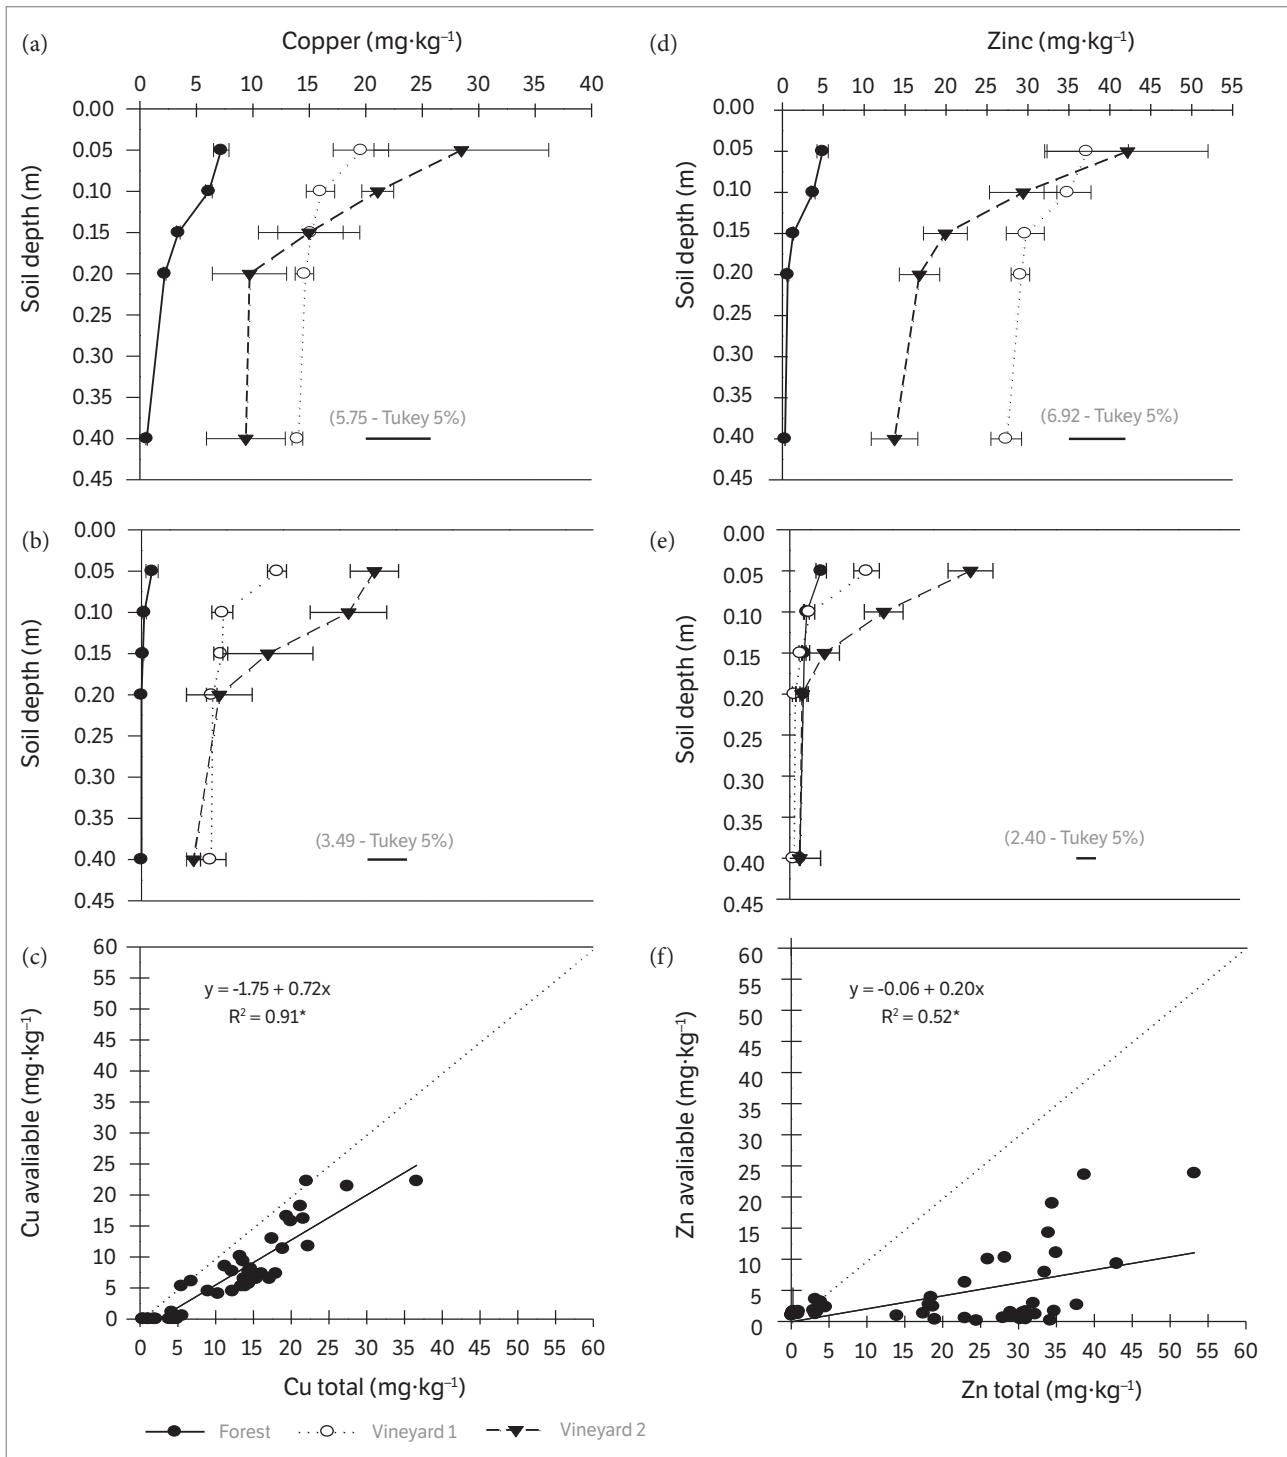 (a)
Copper (mg·kg⁻¹)
0 5 10 15 20 25 30 35 40
0.00
0.05
0.10
0.15
0.20
0.25
0.30
0.35
0.40
0.45
Soil depth (m)
(5.75 - Tukey 5%)
(d)
Zinc (mg·kg⁻¹)
0 5 10 15 20 25 30 35 40 45 50 55
0.00
0.05
0.10
0.15
0.20
0.25
0.30
0.35
0.40
0.45
Soil depth (m)
(6.92 - Tukey 5%)
(b)
0.00
0.05
0.10
0.15
0.20
0.25
0.30
0.35
0.40
0.45
Soil depth (m)
(3.49 - Tukey 5%)
(e)
0.00
0.05
0.10
0.15
0.20
0.25
0.30
0.35
0.40
0.45
Soil depth (m)
(2.40 - Tukey 5%)
(c)
60
55
50
45
40
35
30
25
20
15
10
5
0
Cu avaliable (mg·kg⁻¹)
y = -1.75 + 0.72x
R² = 0.91*
0 5 10 15 20 25 30 35 40 45 50 55 60
Cu total (mg·kg⁻¹)
(f)
60
55
50
45
40
35
30
25
20
15
10
5
0
Zn avaliable (mg·kg⁻¹)
y = -0.06 + 0.20x
R² = 0.52*
0 5 10 15 20 25 30 35 40 45 50 55 60
Zn total (mg·kg⁻¹)
Forest Vineyard 1 Vineyard 2